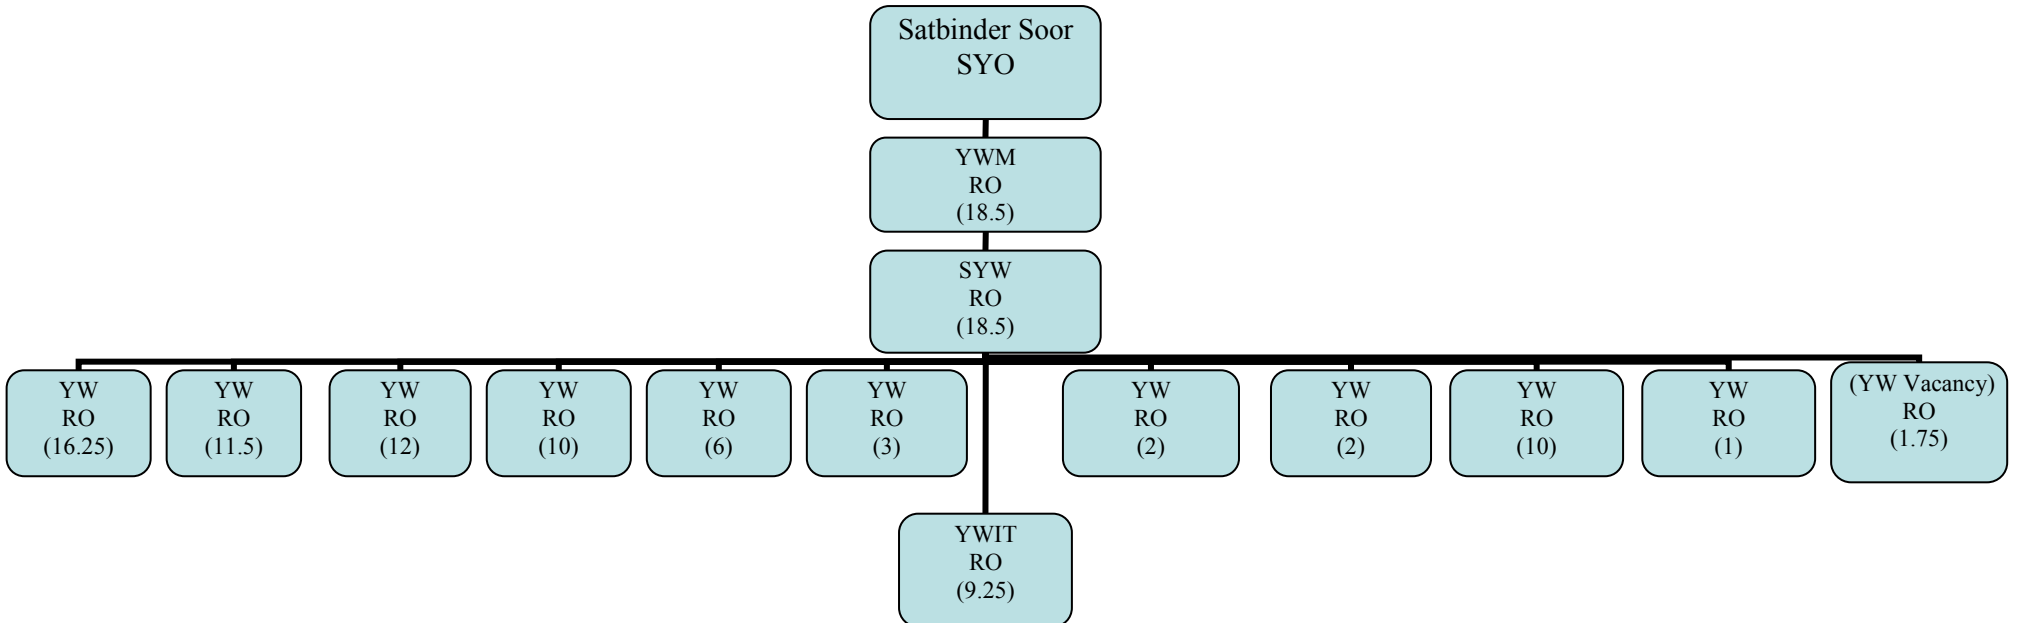 Satbinder Soor
SYO
YWM
RO
(18.5)
SYW
RO
(18.5)
YW
RO
(16.25)
YW
RO
(11.5)
YW
RO
(12)
YW
RO
(10)
YW
RO
(6)
YW
RO
(3)
YW
RO
(2)
YW
RO
(2)
YW
RO
(10)
YW
RO
(1)
(YW Vacancy)
RO
(1.75)
YWIT
RO
(9.25)